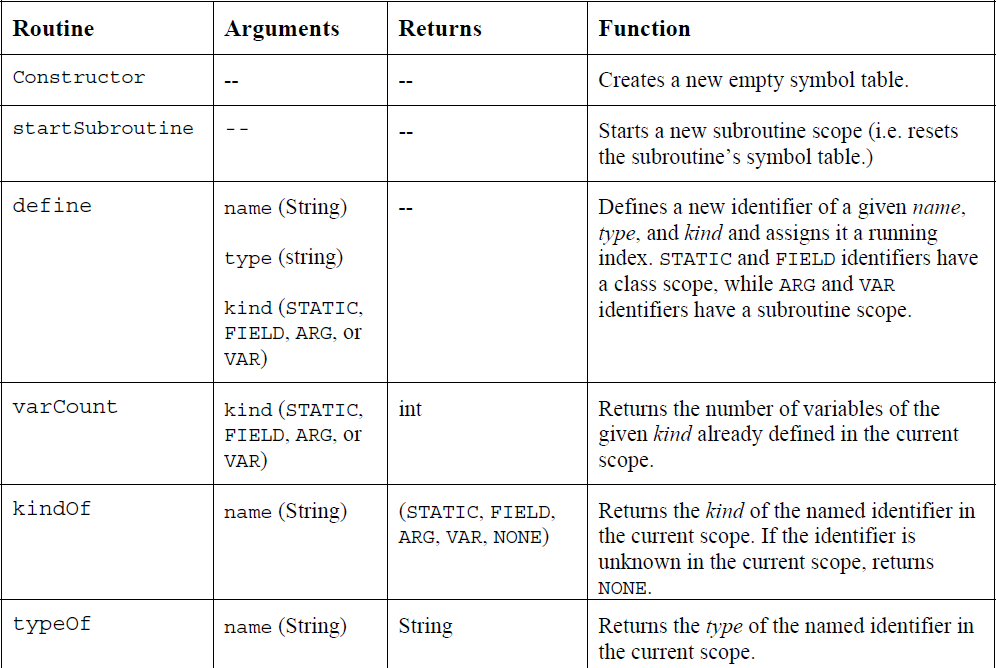 Routine Arguments Returns Function
Constructor -- -- Creates a new empty symbol table.
startSubroutine -- -- Starts a new subroutine scope (i.e. resets
the subroutine's symbol table.)
define name (String) -- Defines a new identifier of a given name,
type, and kind and assigns it a running
type (string) index. STATIC and FIELD identifiers have
a class scope, while ARG and VAR
kind (STATIC, identifiers have a subroutine scope.
FIELD, ARG, or
VAR)
varCount kind (STATIC, int Returns the number of variables of the
FIELD, ARG, or given kind already defined in the current
VAR) scope.
kindOf name (String) (STATIC, FIELD, Returns the kind of the named identifier in
ARG, VAR, NONE) the current scope. If the identifier is
unknown in the current scope, returns
NONE.
typeOf name (String) String Returns the type of the named identifier in
the current scope.